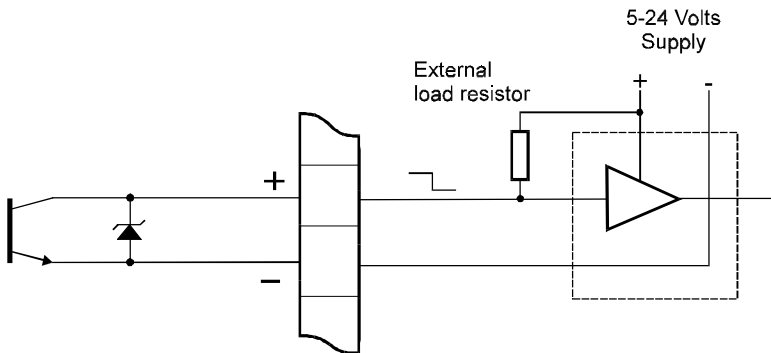 5-24 Volts
Supply
External
load resistor
+
-
+
−